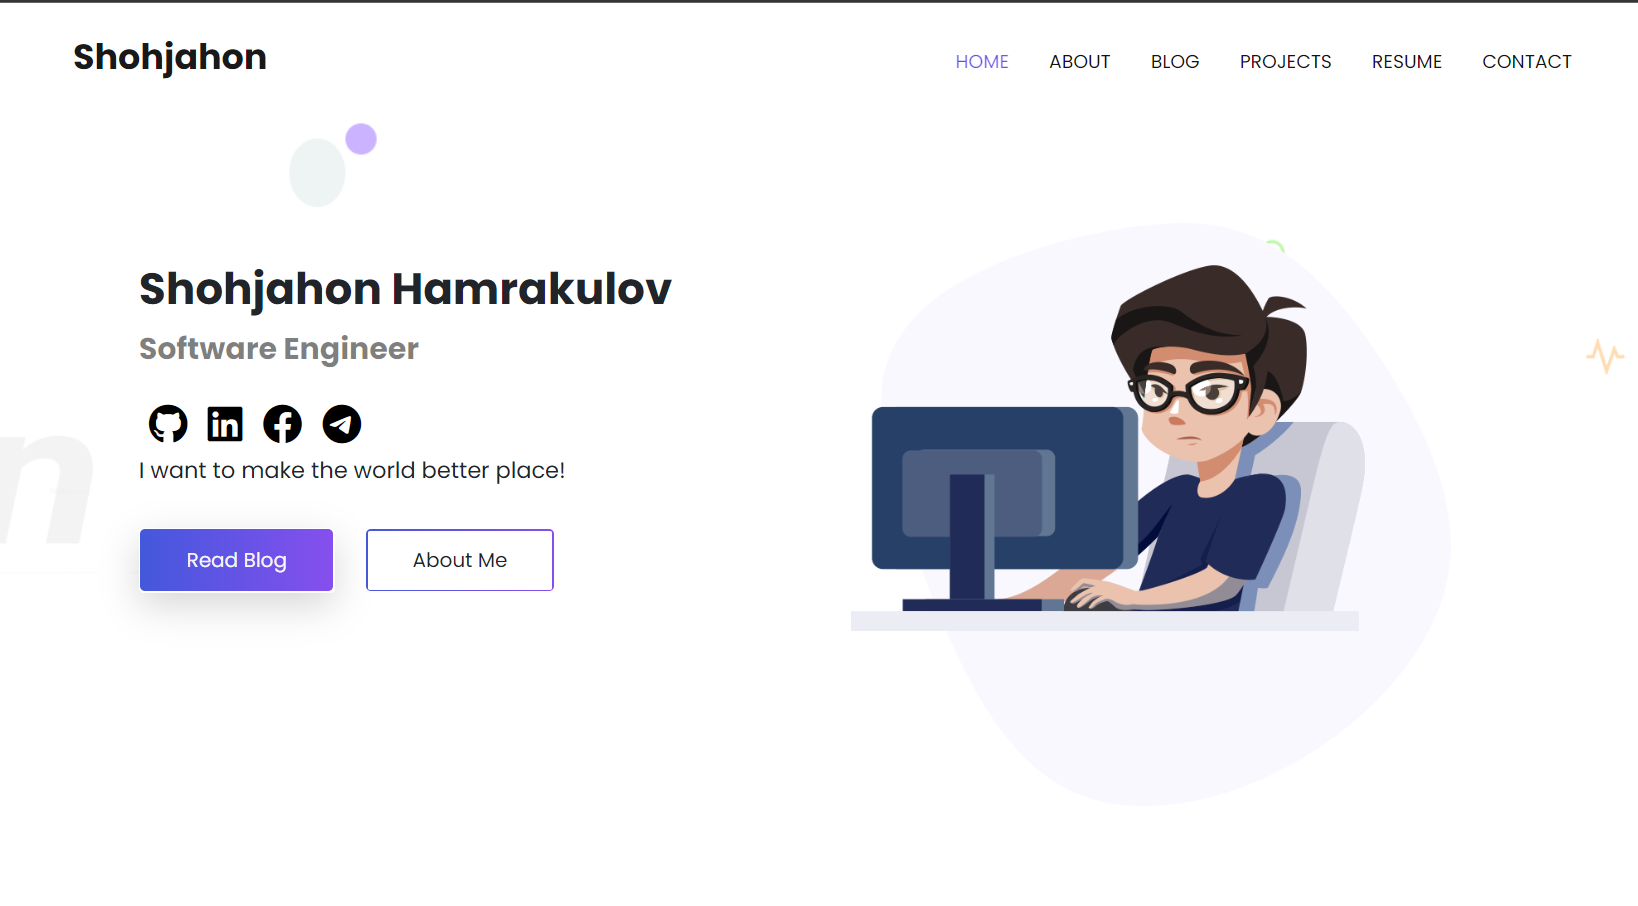 Shohjahon
HOME ABOUT BLOG PROJECTS RESUME CONTACT
Shohjahon Hamrakulov
Software Engineer
in
I want to make the world better place!
n
Read Blog About Me